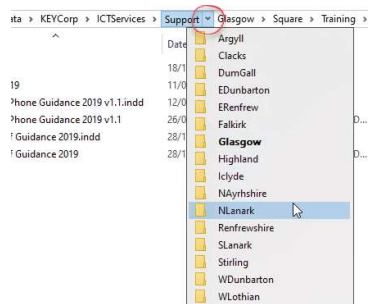 ata > KEYCorp > ICTServices > Support Glasgow > Square > Training >
Date
Argyll
Clacks
18/1
DumGall
19
11/0
EDunbarton
Phone Guidance 2019 v1.1.indd
12/0
ERenfrew
Phone Guidance 2019 v1.1
26/0
Falkirk
D...
f Guidance 2019.indd
28/1
Glasgow
f Guidance 2019
28/1
Highland
D...
Iclyde
NAyrhshire
NLanark
Renfrewshire
SLanark
Stirling
WDunbarton
WLothian